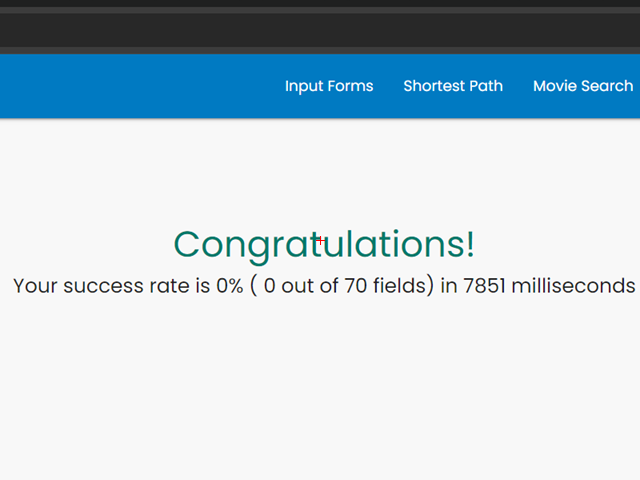 Input Forms Shortest Path Movie Search
Congratulations!
Your success rate is 0% ( 0 out of 70 fields) in 7851 milliseconds